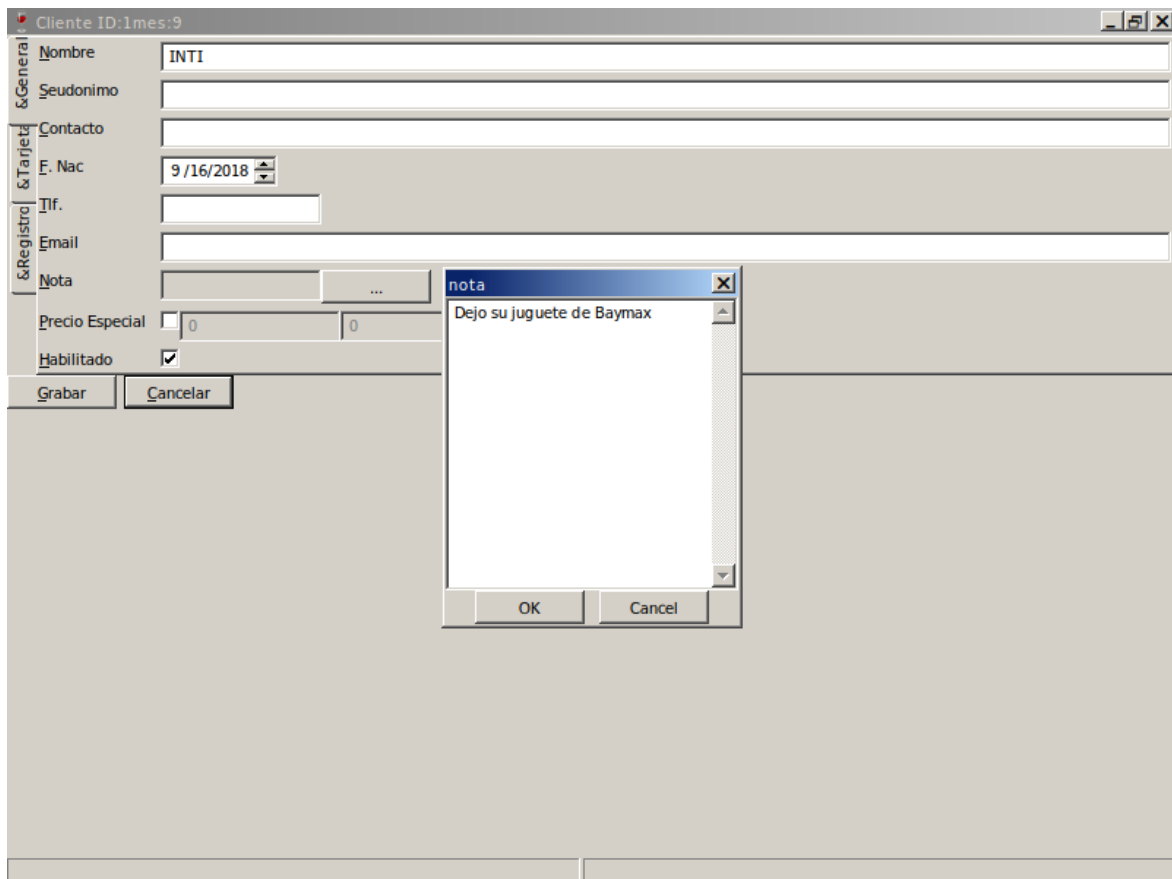 Cliente ID:1mes:9
&General
&Tarjeta
&Registro
Nombre INTI
Seudonimo
Contacto
F. Nac 9/16/2018
Tlf.
Email
Nota ...
Precio Especial 0 0
Habilitado
Grabar Cancelar
nota
Dejo su juguete de Baymax
OK Cancel